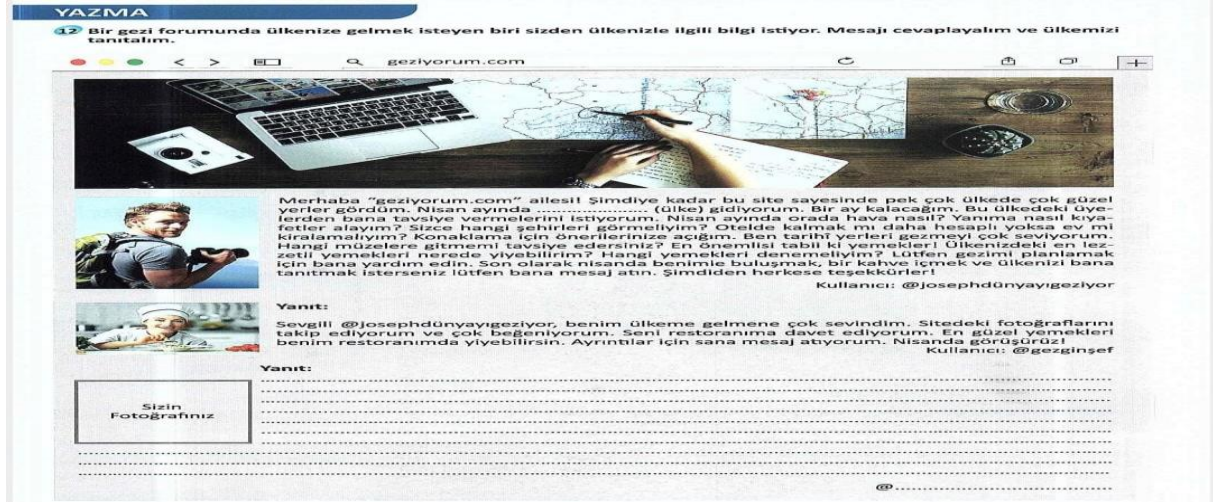 YAZMA
12 Bir gezi forumunda ülkenize gelmek isteyen biri sizden ülkenizle ilgili bilgi istiyor. Mesajı cevaplayalım ve ülkemizi
tanıtalım.
geziyorum.com
Merhaba "geziyorum.com" ailesi! Şimdiye kadar bu site sayesinde pek çok ülkede çok güzel
yerler gördüm. Nisan ayında ...................... (ülke) gidiyorum. Bir ay kalacağım. Bu ülkedeki üye-
lerden bana tavsiye vermelerini istiyorum. Nisan ayında orda hava nasıl? Yanıma nasıl kıya-
fetler alayım? Sizce hangi şehirleri görmeliyim? Otelde kalmak mı daha hesaplı yoksa ev mi
kiralamalıyım? Konaklama için önerilerinize açığım. Ben tarihî yerleri gezmeyi çok seviyorum.
Hangi müzelere gitmemi tavsiye edersiniz? En önemlisi tabii ki yemekler! Ülkenizdeki en lez-
zetli yemekleri nerede yiyebilirim? Hangi yemekleri denemeliyim? Lütfen gezimi planlamak
için bana yardım edin. Son olarak nisanda benimle buluşmak, bir kahve içmek ve ülkenizi bana
tanıtmak isterseniz lütfen bana mesaj atın. Şimdiden herkese teşekkürler!
Kullanıcı: @josephdünyayıgeziyor
Yanıt:
Sevgili @josephdünyayıgeziyor, benim ülkeme gelmene çok sevindim. Sitedeki fotoğraflarını
takip ediyorum ve çok beğeniyorum. Seni restoranıma davet ediyorum. En güzel yemekleri
benim restoranımda yiyebilirsin. Ayrıntılar için sana mesaj atıyorum. Nisanda görüşürüz!
Kullanıcı: @gezginşef
Yanıt:
Sizin
Fotoğrafınız
@......................